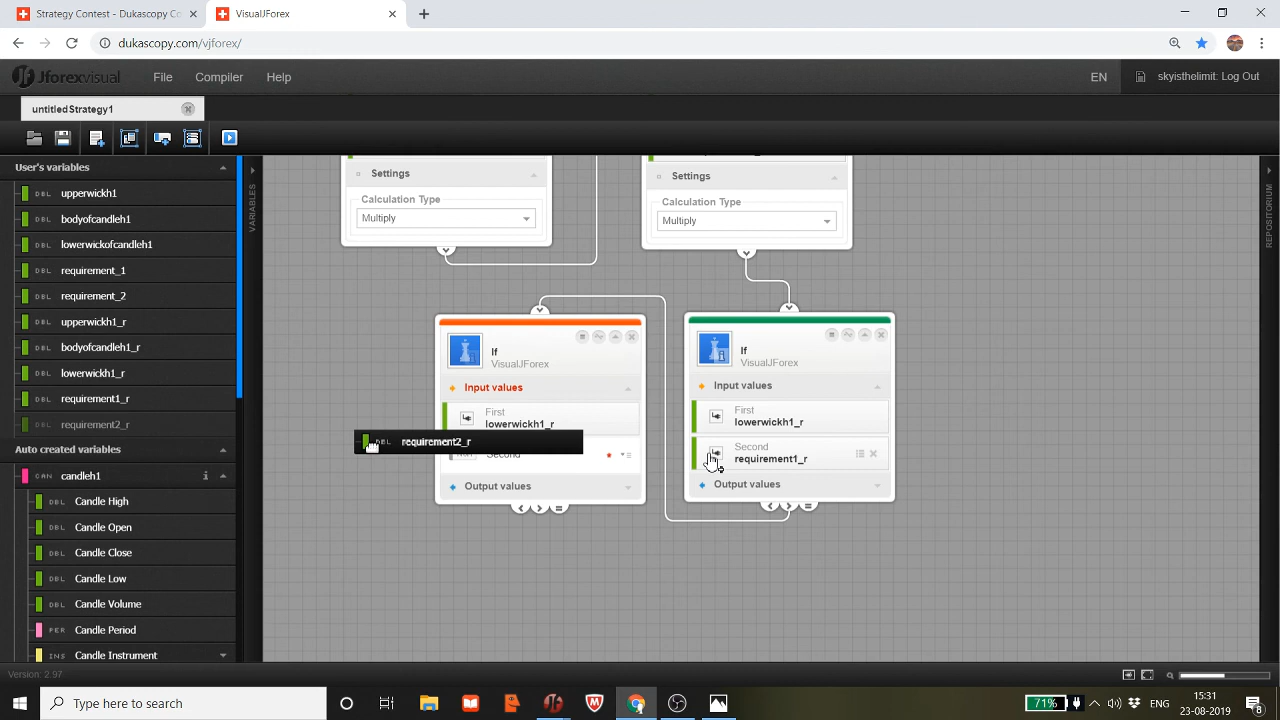 Strategy Contest - Dukascopy Co
VisualJForex
dukascopy.com/vjforex/
Jforexvisual
File
Compiler
Help
EN
skyisthelimit: Log Out
untitledStrategy1
User's variables
DBL upperwickh1
DBL bodyofcandleh1
DBL lowerwickofcandleh1
DBL requirement_1
DBL requirement_2
DBL upperwickh1_r
DBL bodyofcandleh1_r
DBL lowerwickh1_r
DBL requirement1_r
DBL requirement2_r
Auto created variables
CAN candleh1
DBL Candle High
DBL Candle Open
DBL Candle Close
DBL Candle Low
DBL Candle Volume
PER Candle Period
INS Candle Instrument
VARIABLES
Settings
Calculation Type
Multiply
Settings
Calculation Type
Multiply
If
VisualJForex
Input values
First
lowerwickh1_r
DBL requirement2_r
Second
Output values
If
VisualJForex
Input values
First
lowerwickh1_r
Second
requirement1_r
Output values
REPOSITORIUM
Version: 2.97
Type here to search
71%
ENG
15:31
23-08-2019
8